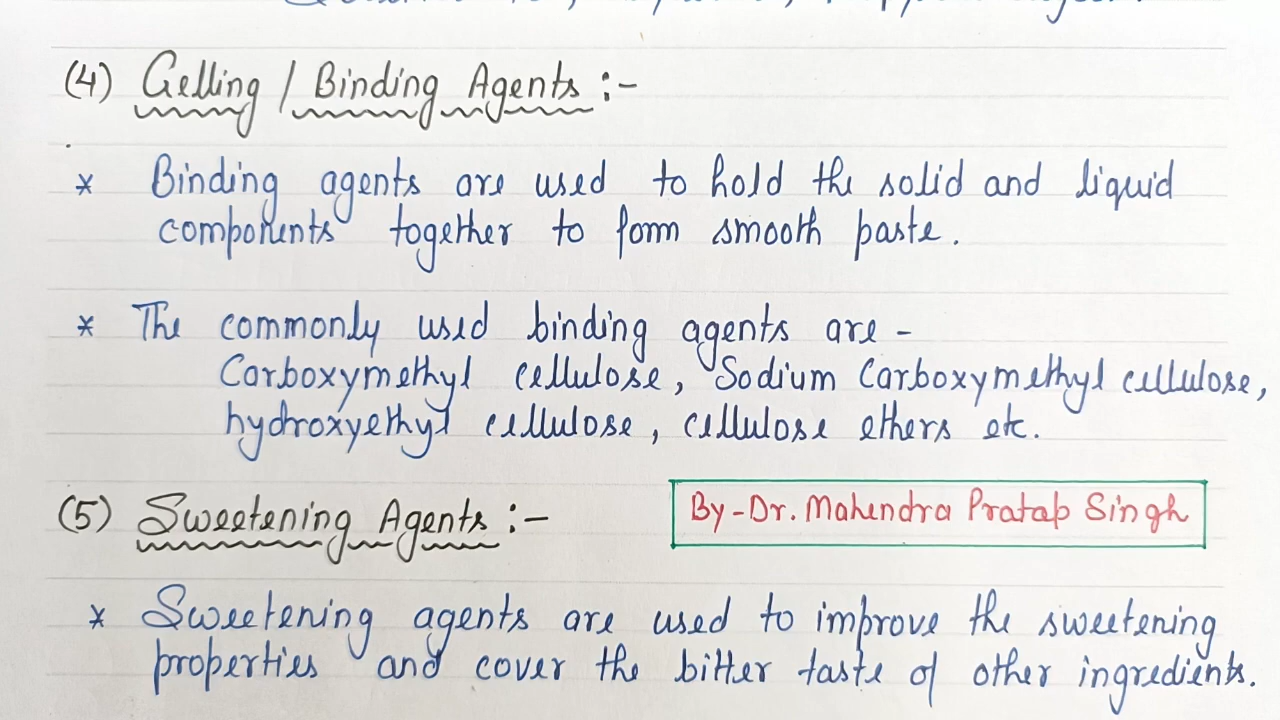 (4) Gelling / Binding Agents :-
* Binding agents are used to hold the solid and liquid
components together to form smooth paste.
* The commonly used binding agents are -
Carboxymethyl cellulose, Sodium Carboxymethyl cellulose,
hydroxyethyl cellulose, cellulose ethers etc.
(5) Sweetening Agents :-
By - Dr. Mahendra Pratap Singh
* Sweetening agents are used to improve the sweetening
properties and cover the bitter taste of other ingredients.